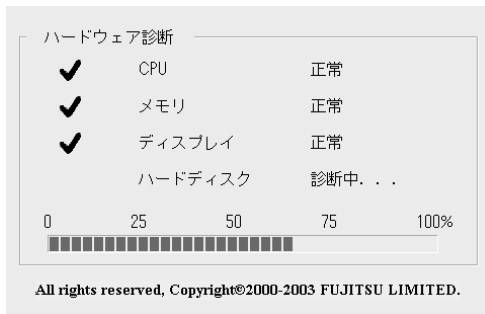 ハードウェア診断
CPU 正常
メモリ 正常
ディスプレイ 正常
ハードディスク 診断中...
0 25 50 75 100%
All rights reserved, Copyright©2000-2003 FUJITSU LIMITED.